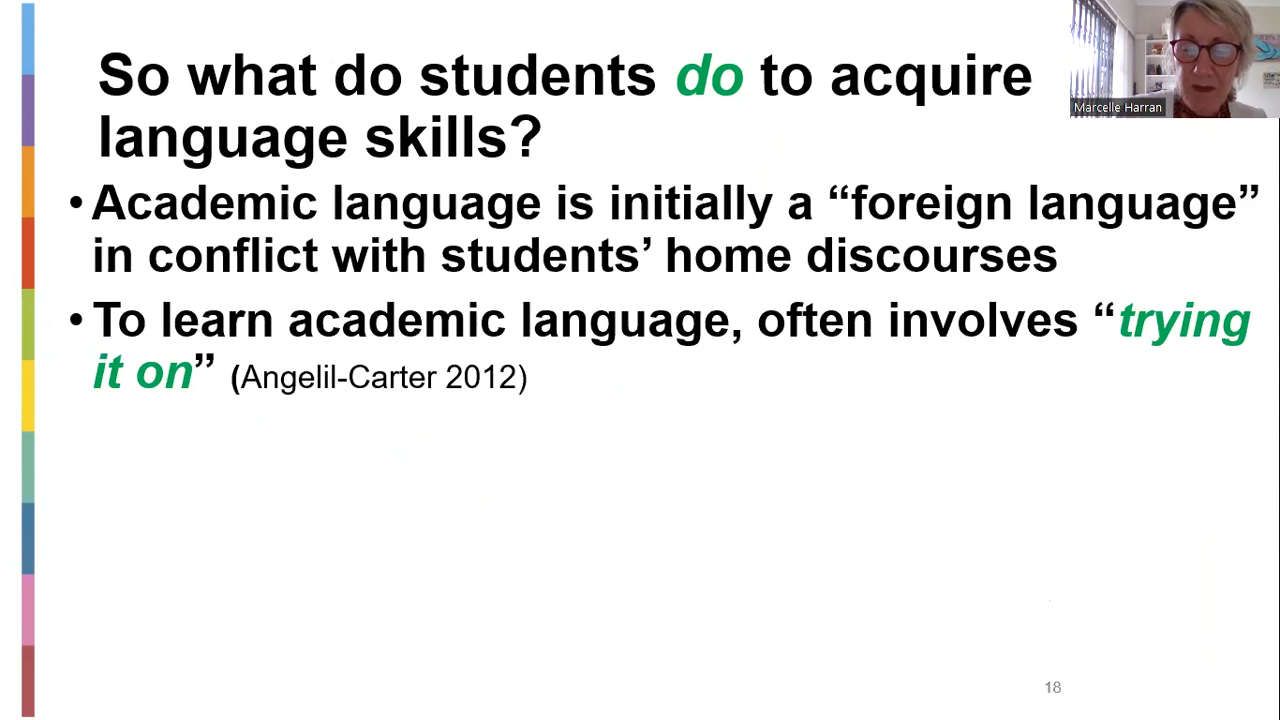 So what do students do to acquire
language skills?
• Academic language is initially a “foreign language”
in conflict with students’ home discourses
• To learn academic language, often involves “trying
it on” (Angelil-Carter 2012)
Marcelle Harran
18